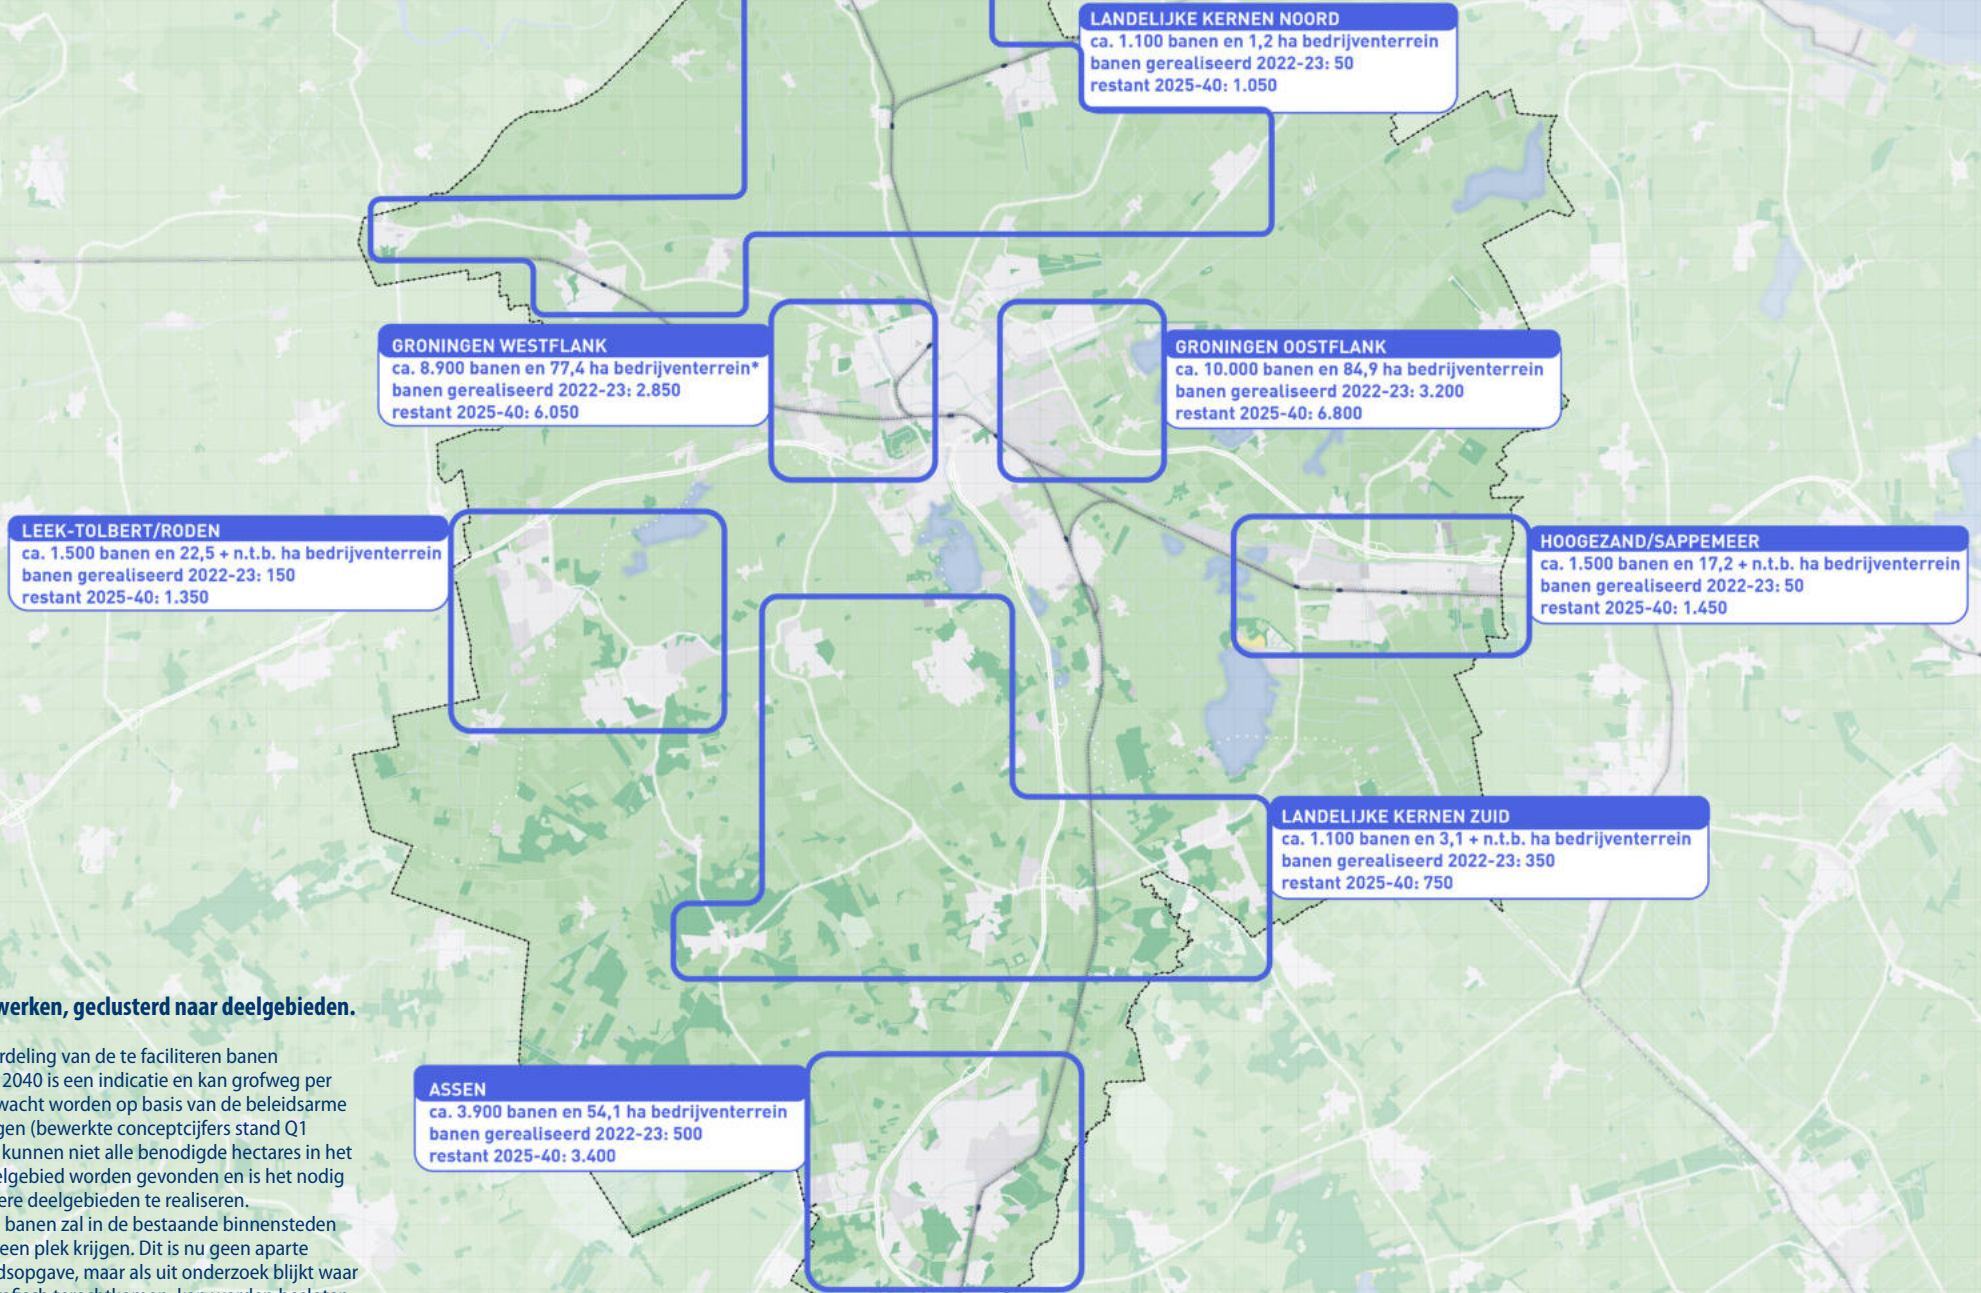 LANDELIJKE KERNEN NOORD
ca. 1.100 banen en 1,2 ha bedrijventerrein
banen gerealiseerd 2022-23: 50
restant 2025-40: 1.050
GRONINGEN WESTFLANK
ca. 8.900 banen en 77,4 ha bedrijventerrein*
banen gerealiseerd 2022-23: 2.850
restant 2025-40: 6.050
GRONINGEN OOSTFLANK
ca. 10.000 banen en 84,9 ha bedrijventerrein
banen gerealiseerd 2022-23: 3.200
restant 2025-40: 6.800
LEEK-TOLBERT/RODEN
ca. 1.500 banen en 22,5 + n.t.b. ha bedrijventerrein
banen gerealiseerd 2022-23: 150
restant 2025-40: 1.350
HOOGEZAND/SAPPEMEER
ca. 1.500 banen en 17,2 + n.t.b. ha bedrijventerrein
banen gerealiseerd 2022-23: 50
restant 2025-40: 1.450
LANDELIJKE KERNEN ZUID
ca. 1.100 banen en 3,1 + n.t.b. ha bedrijventerrein
banen gerealiseerd 2022-23: 350
restant 2025-40: 750
ASSEN
ca. 3.900 banen en 54,1 ha bedrijventerrein
banen gerealiseerd 2022-23: 500
restant 2025-40: 3.400
werken, geclusterd naar deelgebieden.
rdeling van de te faciliteren banen
2040 is een indicatie en kan grofweg per
wacht worden op basis van de beleidsarme
gen (bewerkte conceptcijfers stand Q1
kunnen niet alle benodigde hectares in het
elgebied worden gevonden en is het nodig
ere deelgebieden te realiseren.
banen zal in de bestaande binnensteden
een plek krijgen. Dit is nu geen aparte
dsopgave, maar als uit onderzoek blijkt waar